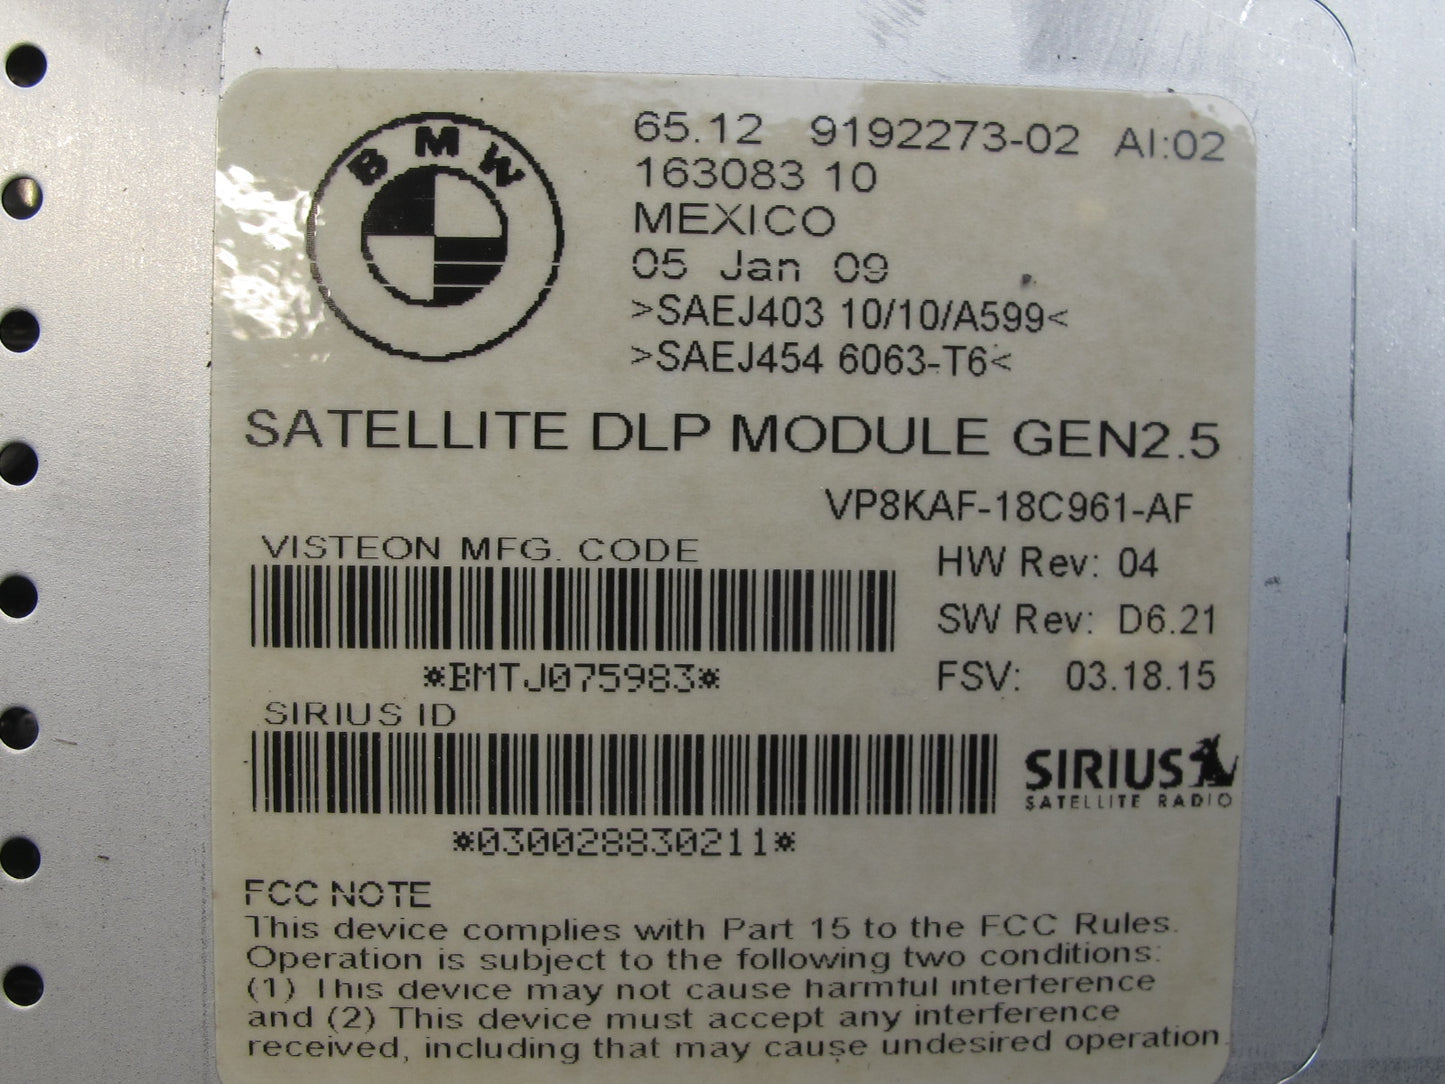 BMW
65.12 9192273-02 AI:02
163083 10
MEXICO
05 Jan 09
>SAEJ403 10/10/A599<
>SAEJ454 6063-T6<
SATELLITE DLP MODULE GEN2.5
VP8KAF-18C961-AF
VISTEON MFG. CODE
HW Rev: 04
SW Rev: D6.21
*BMTJ075983*
FSV: 03.18.15
SIRIUS ID
SIRIUS
SATELLITE RADIO
*030028830211*
FCC NOTE
This device complies with Part 15 to the FCC Rules.
Operation is subject to the following two conditions:
(1) This device may not cause harmful interference
and (2) This device must accept any interference
received, including that may cause undesired operation.